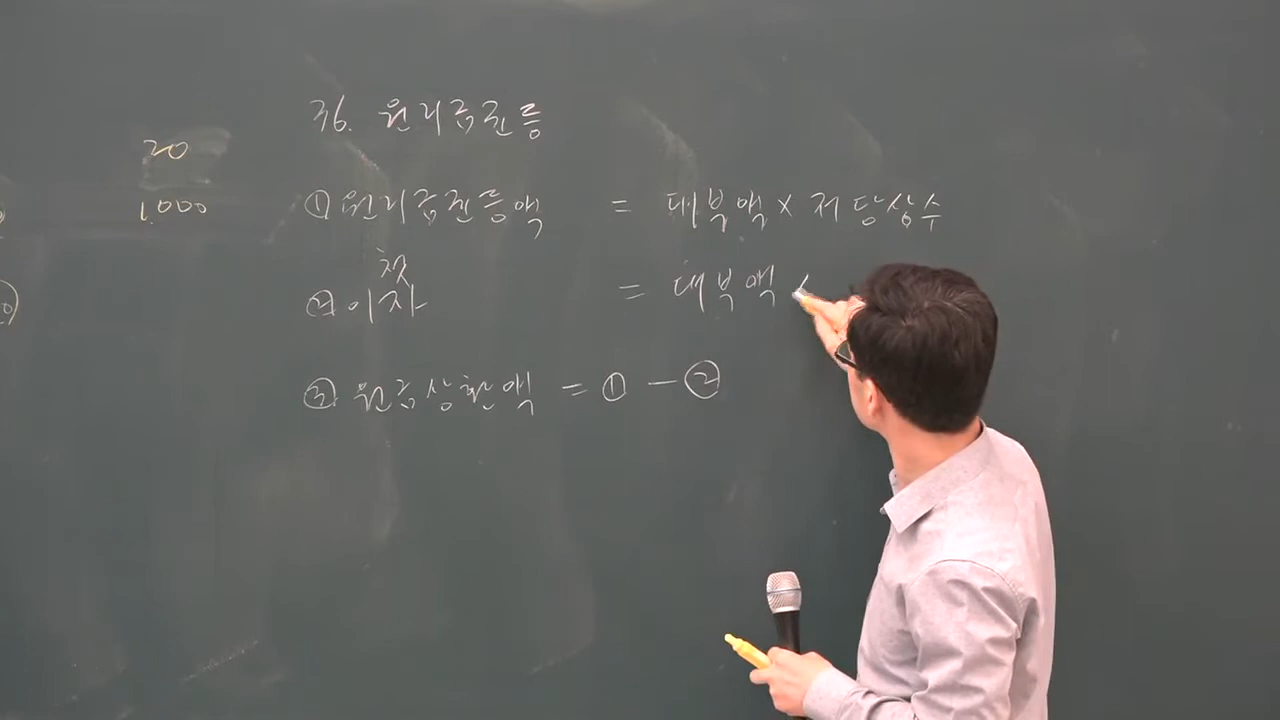 36. 원리금균등
20
1,000
① 원리금균등액 = 대부액 × 저당상수
첫
② 이자 = 대부액
③ 원금상환액 = ① - ②